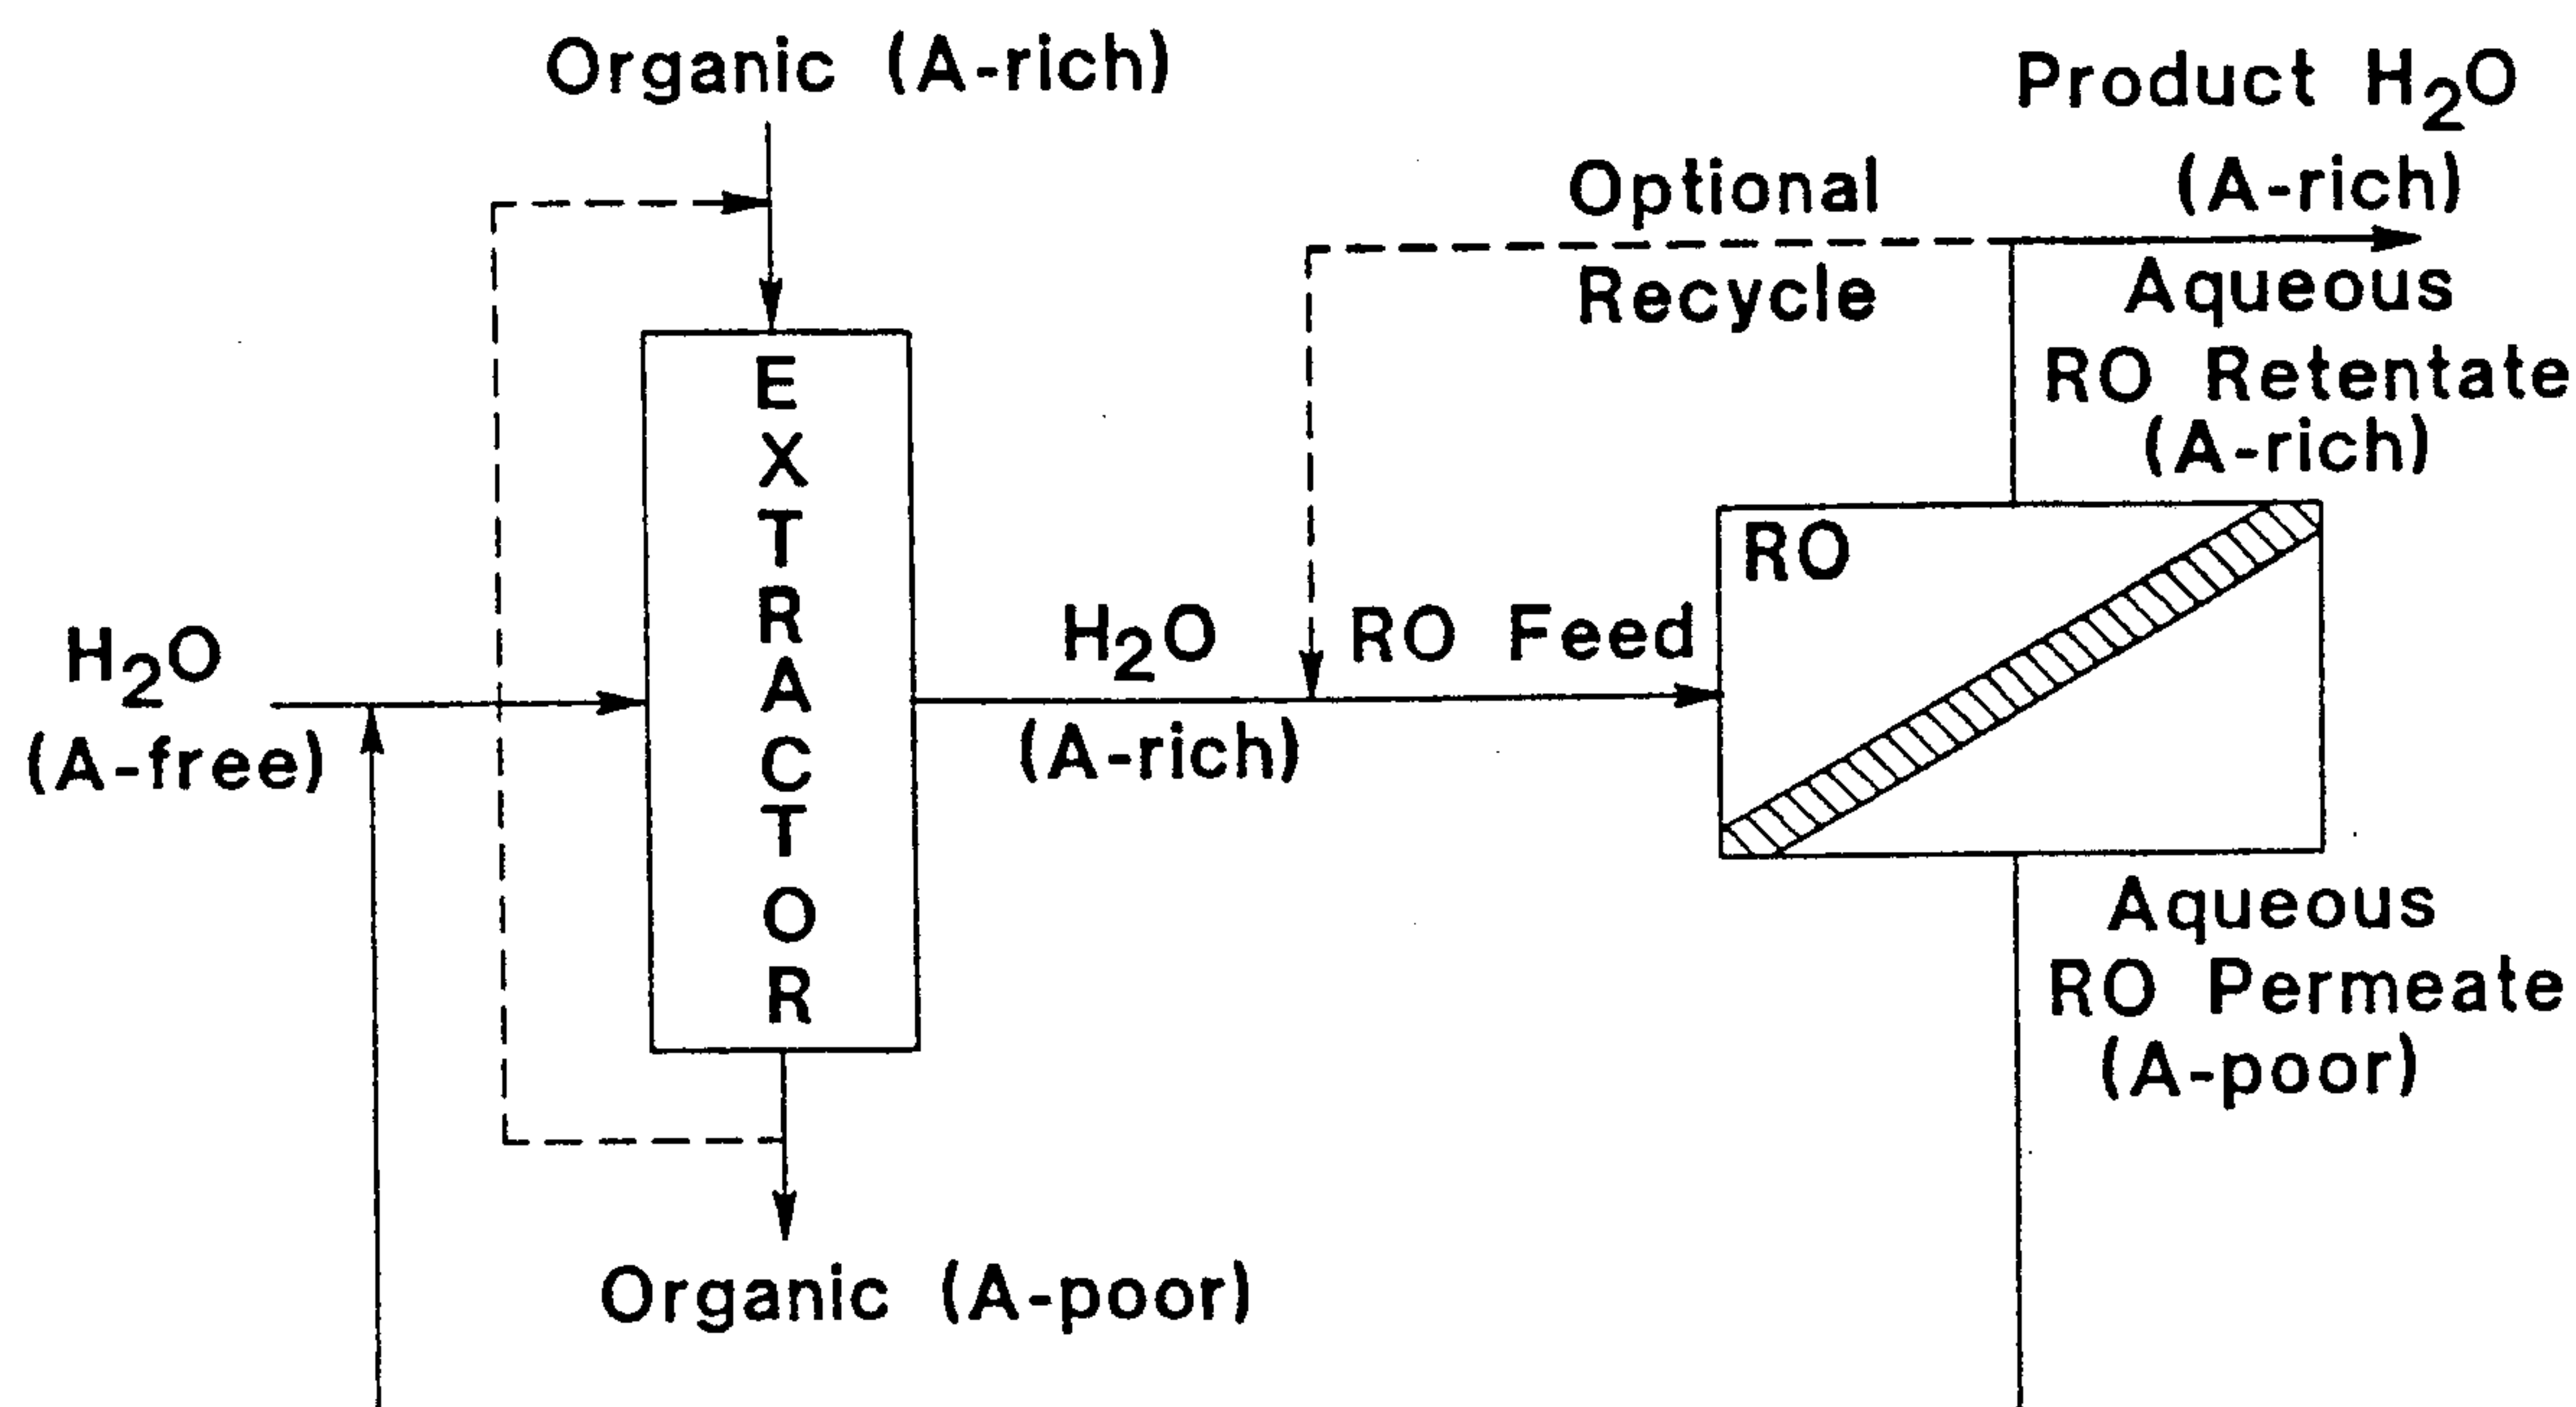 Organic (A-rich)
Product H₂O
(A-rich)
Optional
Recycle
Aqueous
RO Retentate
(A-rich)
EXTRACTOR
RO
H₂O
(A-free)
H₂O
(A-rich)
RO Feed
Aqueous
RO Permeate
(A-poor)
Organic (A-poor)